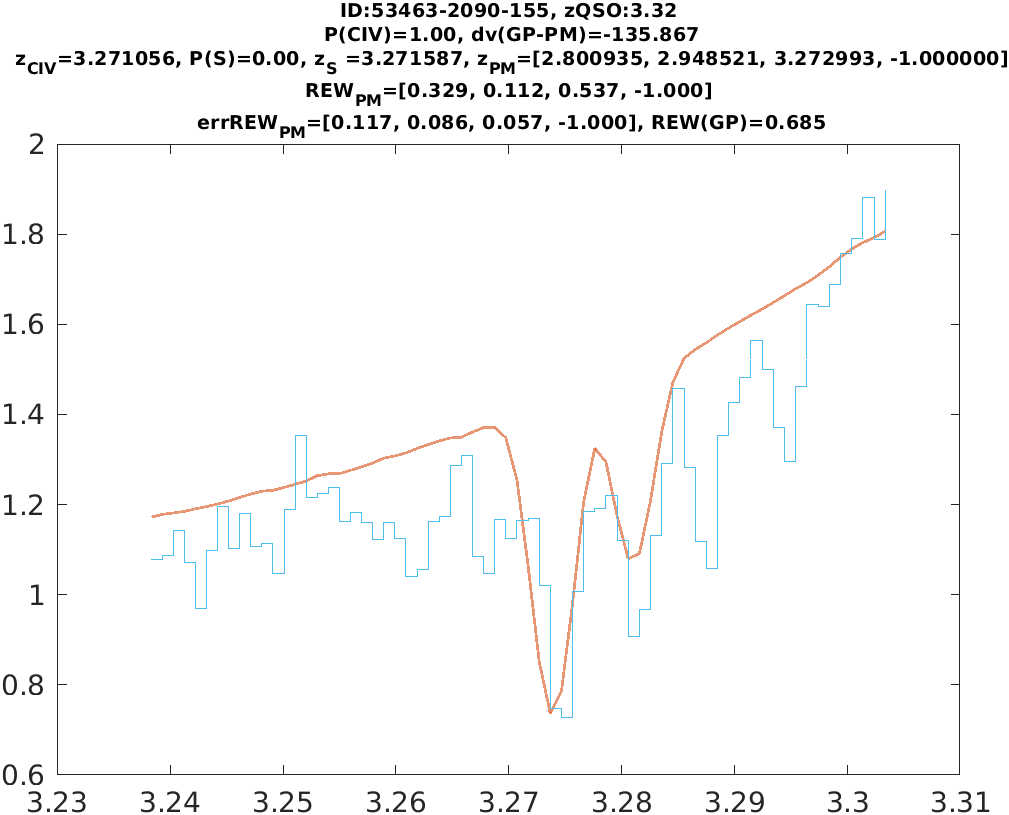 ID:53463-2090-155, zQSO:3.32
P(CIV)=1.00, dv(GP-PM)=-135.867
zCIV=3.271056, P(S)=0.00, zS =3.271587, zPM=[2.800935, 2.948521, 3.272993, -1.000000]
REWPM=[0.329, 0.112, 0.537, -1.000]
errREWPM=[0.117, 0.086, 0.057, -1.000], REW(GP)=0.685
2
1.8
1.6
1.4
1.2
1
0.8
0.6
3.23 3.24 3.25 3.26 3.27 3.28 3.29 3.3 3.31